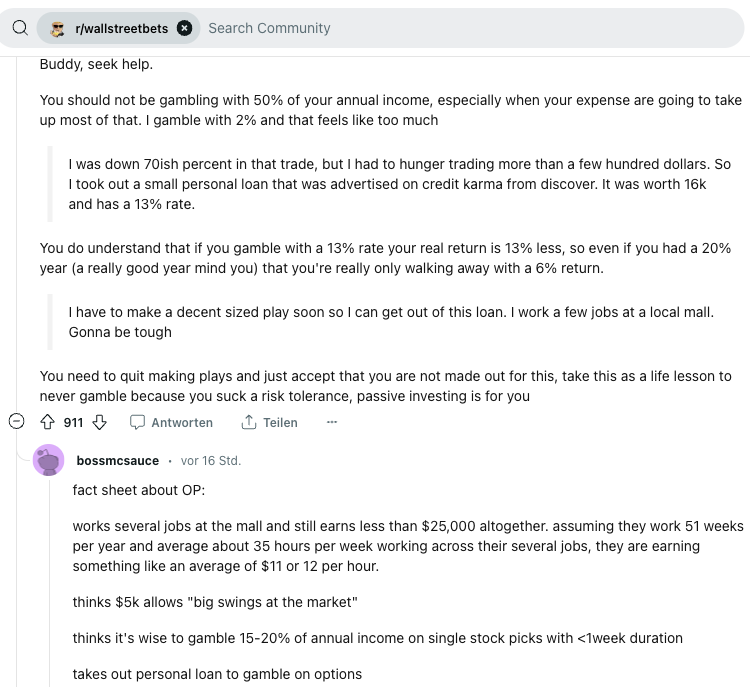 r/wallstreetbets Search Community
Buddy, seek help.
You should not be gambling with 50% of your annual income, especially when your expense are going to take
up most of that. I gamble with 2% and that feels like too much
I was down 70ish percent in that trade, but I had to hunger trading more than a few hundred dollars. So
I took out a small personal loan that was advertised on credit karma from discover. It was worth 16k
and has a 13% rate.
You do understand that if you gamble with a 13% rate your real return is 13% less, so even if you had a 20%
year (a really good year mind you) that you're really only walking away with a 6% return.
I have to make a decent sized play soon so I can get out of this loan. I work a few jobs at a local mall.
Gonna be tough
You need to quit making plays and just accept that you are not made out for this, take this as a life lesson to
never gamble because you suck a risk tolerance, passive investing is for you
911 Antworten Teilen ...
bossmcsauce · vor 16 Std.
fact sheet about OP:
works several jobs at the mall and still earns less than $25,000 altogether. assuming they work 51 weeks
per year and average about 35 hours per week working across their several jobs, they are earning
something like an average of $11 or 12 per hour.
thinks $5k allows "big swings at the market"
thinks it's wise to gamble 15-20% of annual income on single stock picks with <1week duration
takes out personal loan to gamble on options